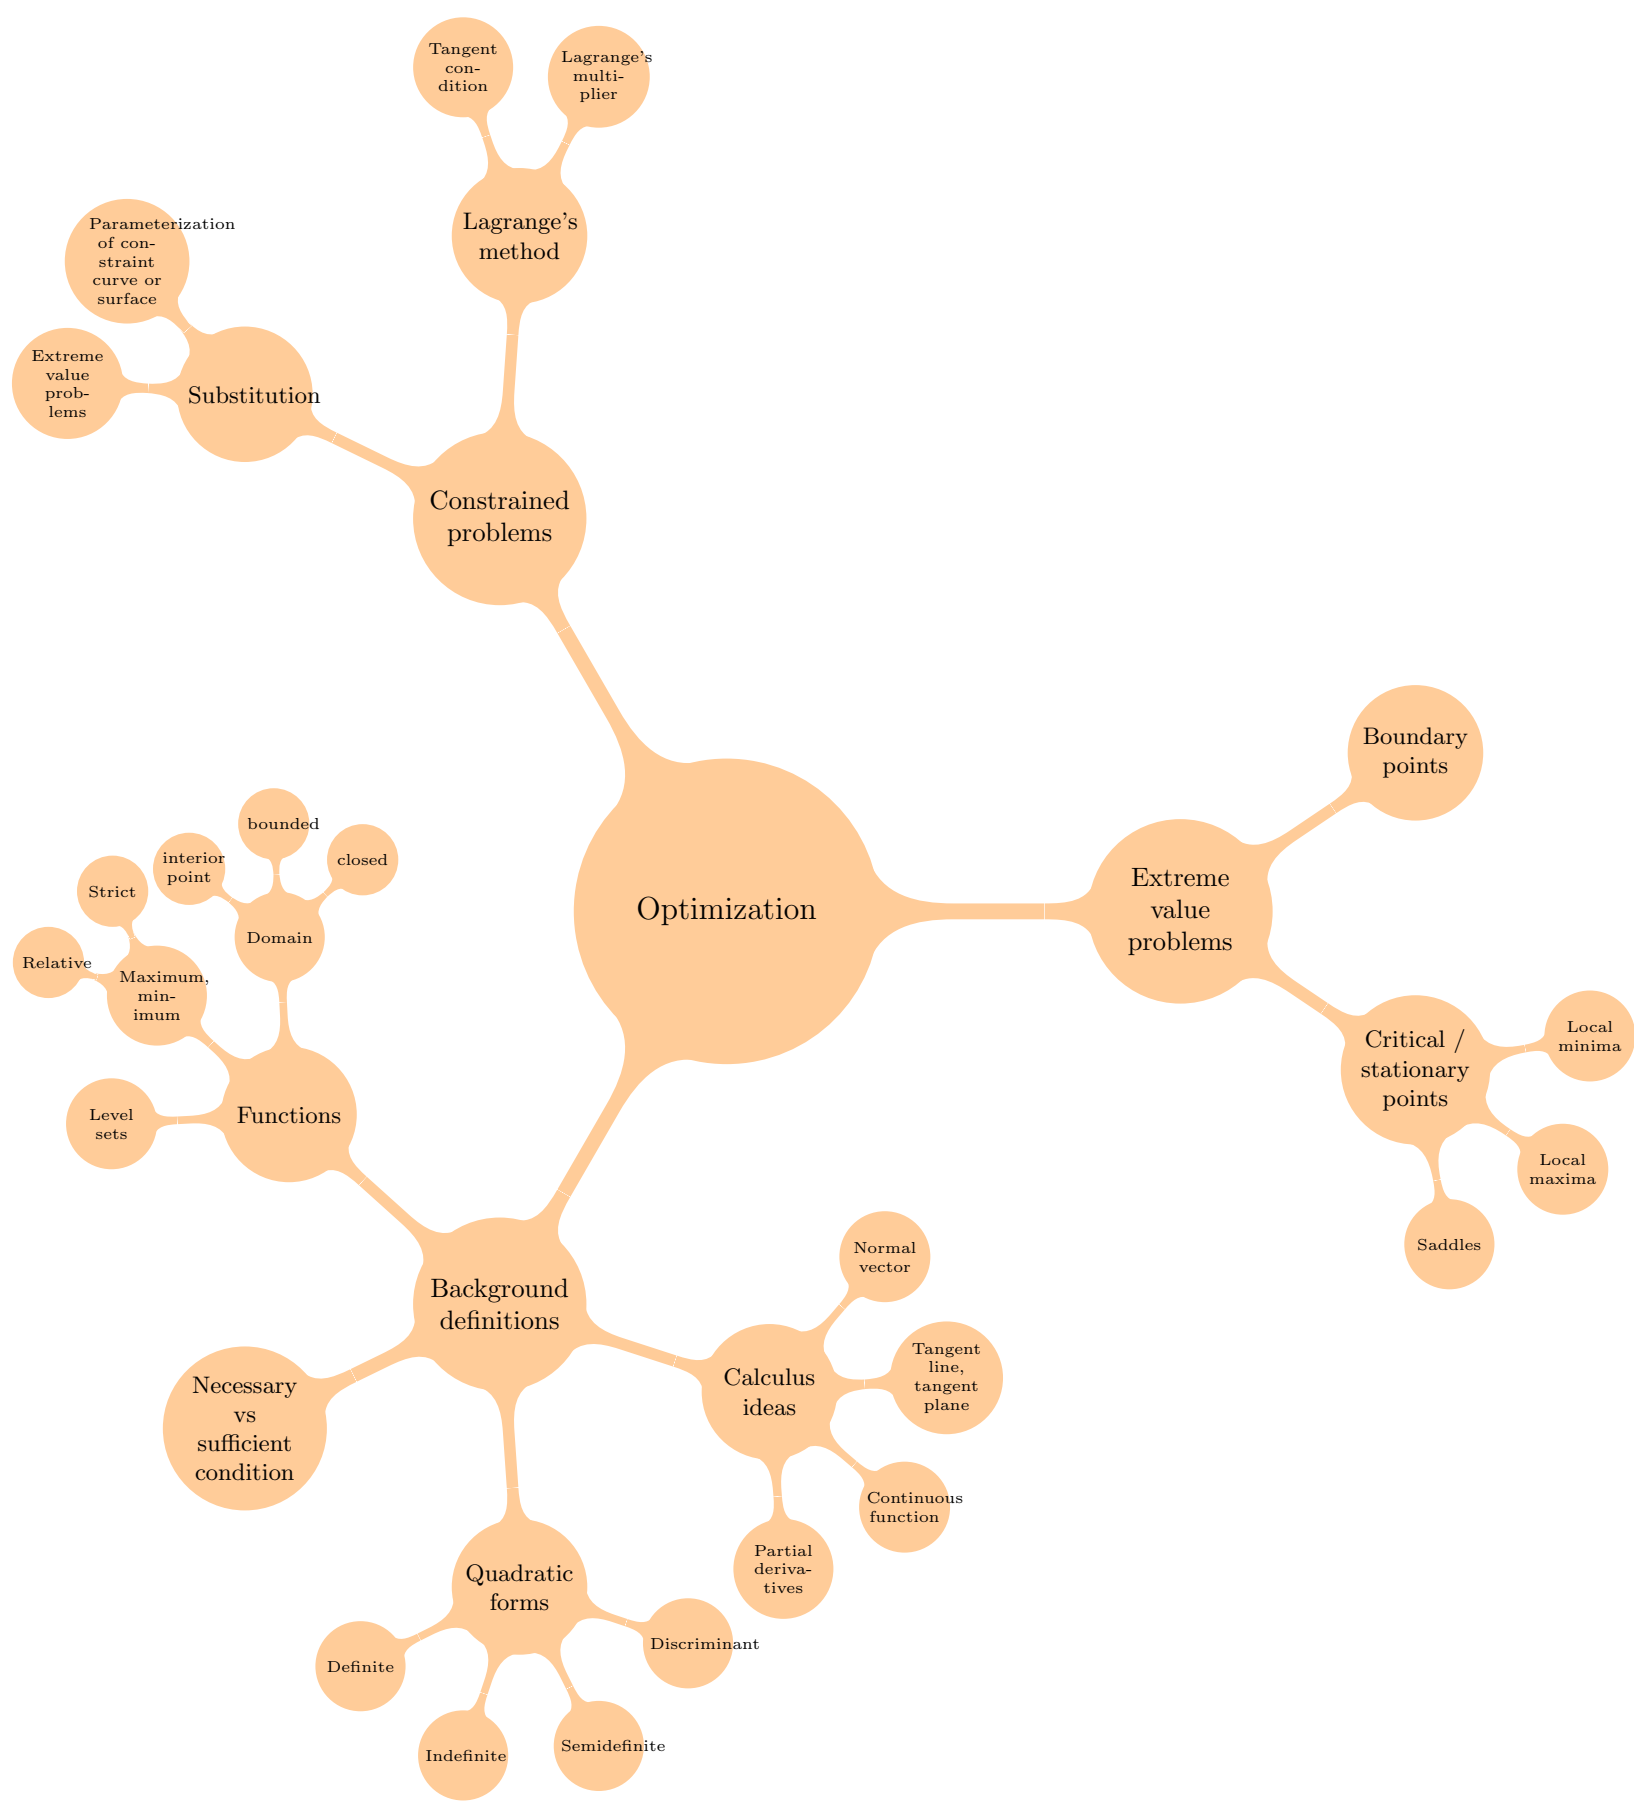 Tangent
con-
dition
Lagrange's
multi-
plier
Lagrange's
method
Parameterization
of con-
straint
curve or
surface
Extreme
value
prob-
lems
Substitution
Constrained
problems
Boundary
points
Extreme
value
problems
Optimization
Critical /
stationary
points
Local
minima
Local
maxima
Saddles
bounded
closed
interior
point
Strict
Domain
Relative
Maximum,
min-
imum
Level
sets
Functions
Background
definitions
Normal
vector
Tangent
line,
tangent
plane
Calculus
ideas
Continuous
function
Partial
deriva-
tives
Necessary
vs
sufficient
condition
Quadratic
forms
Discriminant
Definite
Indefinite
Semidefinite